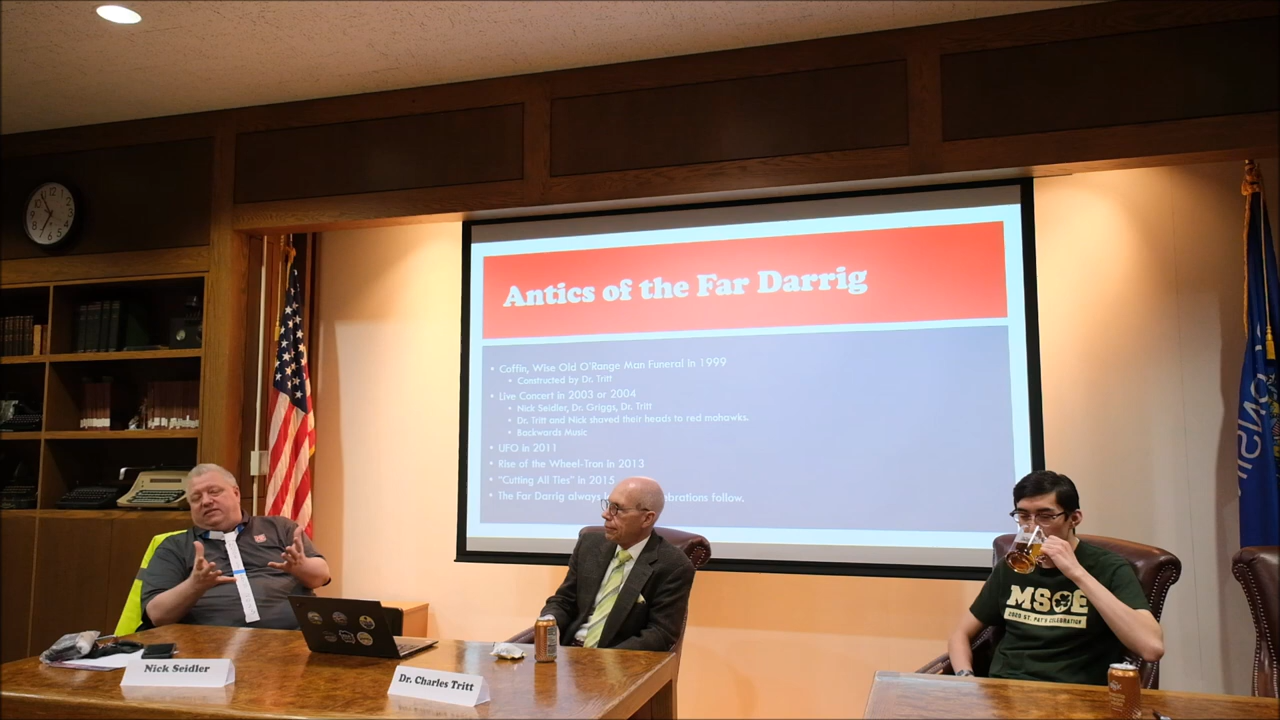 Antics of the Far Darrig
• Coffin, Wise Old O'Range Man Funeral in 1999
• Constructed by Dr. Tritt
• Live Concert in 2003 or 2004
• Nick Seidler, Dr. Griggs, Dr. Tritt
• Dr. Tritt and Nick shaved their heads to red mohawks.
• Backwards Music
• UFO in 2011
• Rise of the Wheel-Tron in 2013
• "Cutting All Ties" in 2015
• The Far Darrig always brations follow.
MSOE
2020 ST. PAT'S CELEBRATION
Nick Seidler
Dr. Charles Tritt